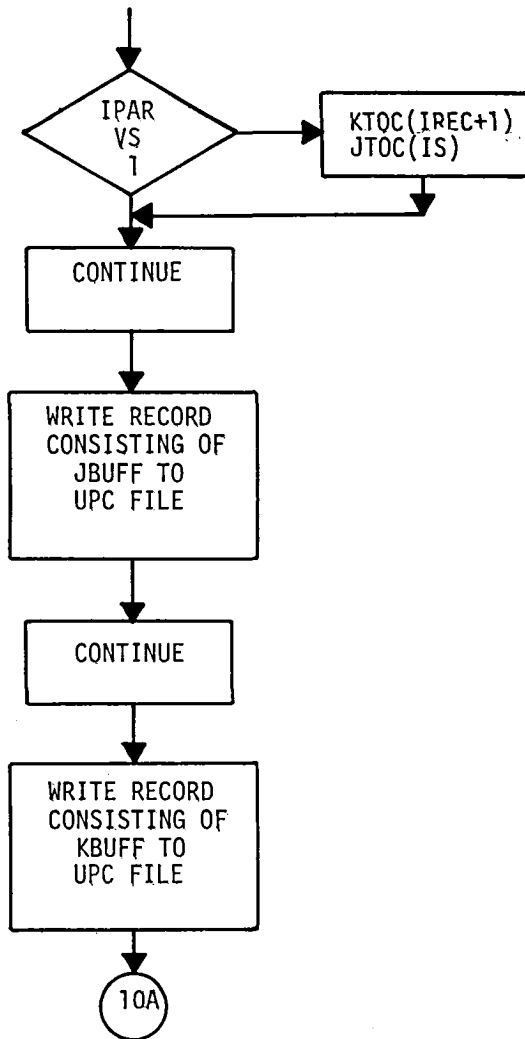 IPAR
VS
1
KTOC(IREC+1)
JTOC(IS)
CONTINUE
WRITE RECORD
CONSISTING OF
JBUFF TO
UPC FILE
CONTINUE
WRITE RECORD
CONSISTING OF
KBUFF TO
UPC FILE
10A